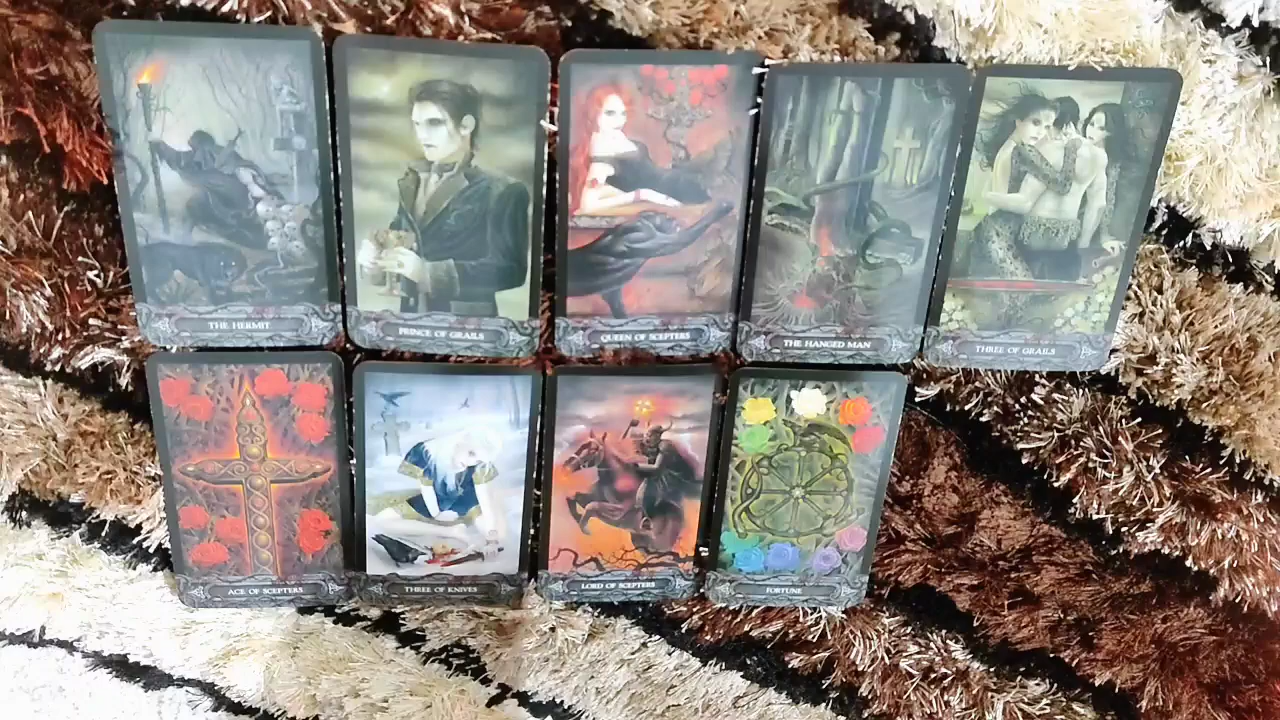 THE HERMIT
PRINCE OF GRAILS
QUEEN OF SCEPTERS
THE HANGED MAN
THREE OF GRAILS
ACE OF SCEPTERS
THREE OF KNIVES
LORD OF SCEPTERS
FORTUNE